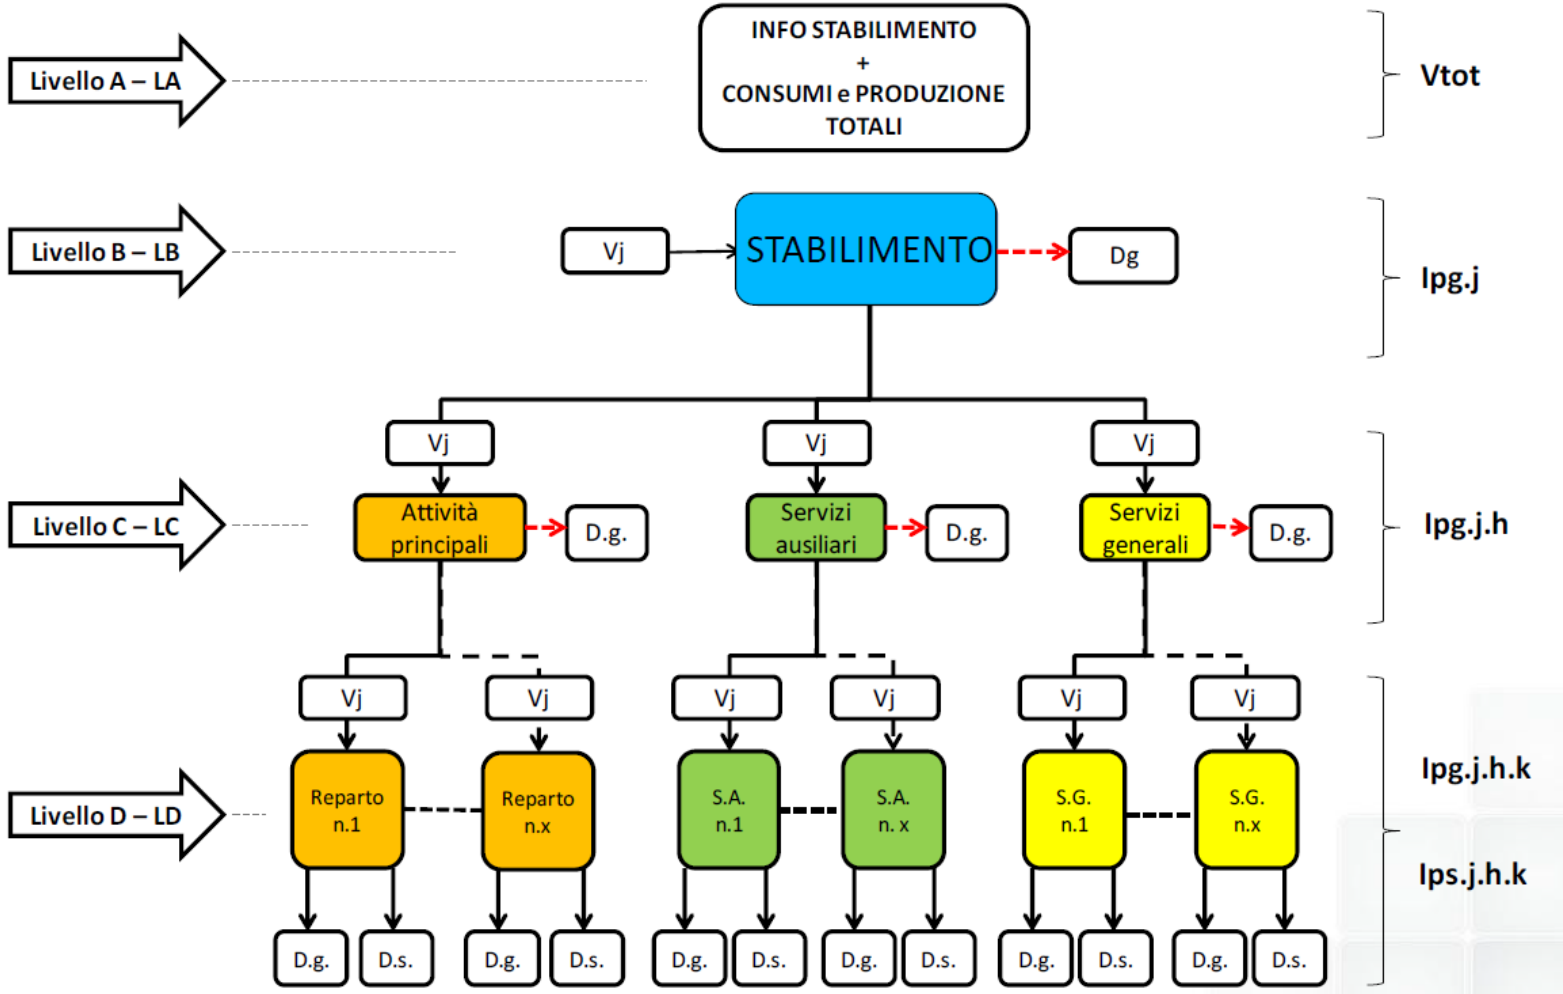 INFO STABILIMENTO
+
CONSUMI e PRODUZIONE
TOTALI
Livello A – LA
Vtot
Livello B – LB
Vj
STABILIMENTO
Dg
Ipg.j
Vj
Vj
Vj
Livello C – LC
Attività
principali
D.g.
Servizi
ausiliari
D.g.
Servizi
generali
D.g.
Ipg.j.h
Vj
Vj
Vj
Vj
Vj
Vj
Livello D – LD
Reparto
n.1
Reparto
n.x
S.A.
n.1
S.A.
n. x
S.G.
n.1
S.G.
n.x
Ipg.j.h.k
Ips.j.h.k
D.g.
D.s.
D.g.
D.s.
D.g.
D.s.
D.g.
D.s.
D.g.
D.s.
D.g.
D.s.